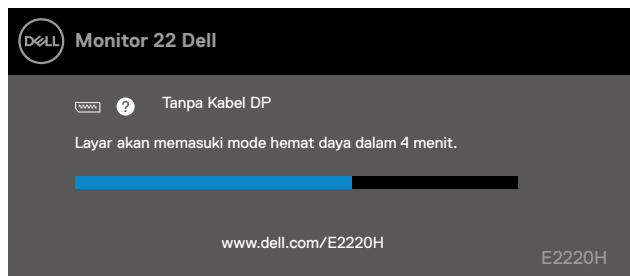 DELL
Monitor 22 Dell
? Tanpa Kabel DP
Layar akan memasuki mode hemat daya dalam 4 menit.
www.dell.com/E2220H
E2220H